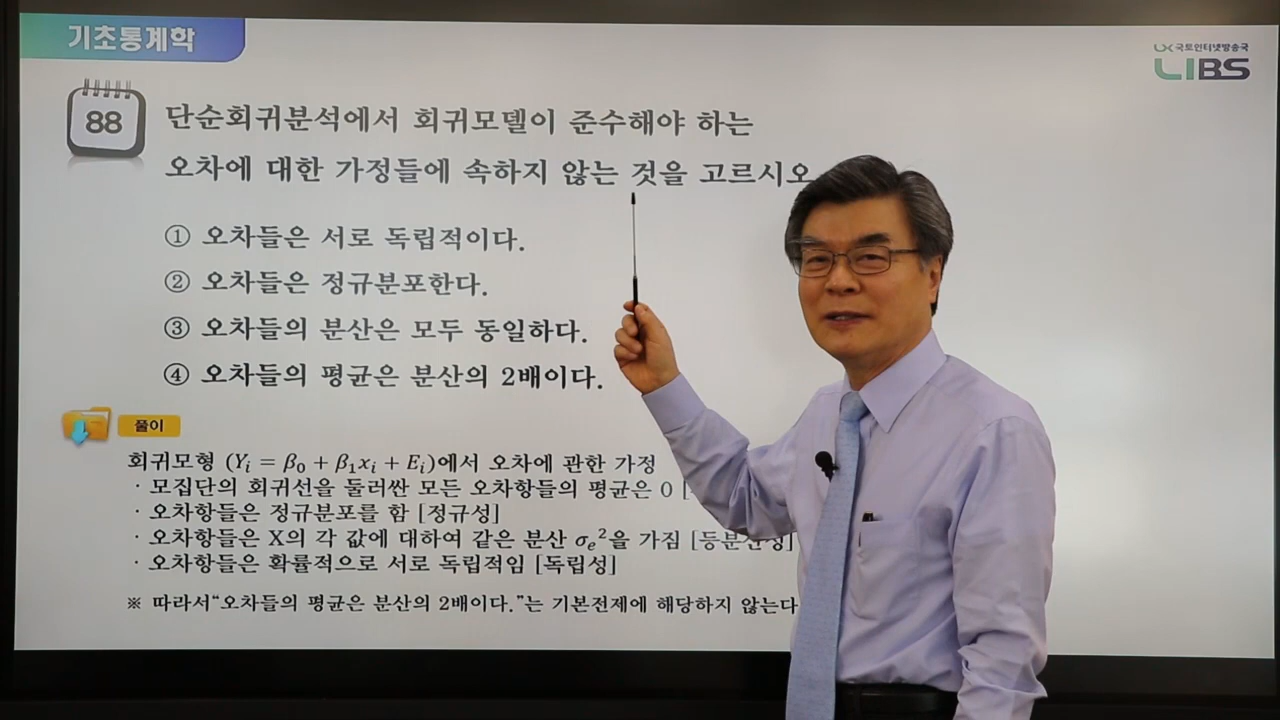 기초통계학
LX 국토인터넷방송국
LIBS
88
단순회귀분석에서 회귀모델이 준수해야 하는
오차에 대한 가정들에 속하지 않는 것을 고르시오
① 오차들은 서로 독립적이다.
② 오차들은 정규분포한다.
③ 오차들의 분산은 모두 동일하다.
④ 오차들의 평균은 분산의 2배이다.
풀이
회귀모형 (Yᵢ = β₀ + β₁xᵢ + Eᵢ)에서 오차에 관한 가정
· 모집단의 회귀선을 둘러싼 모든 오차항들의 평균은 0 [
· 오차항들은 정규분포를 함 [정규성]
· 오차항들은 X의 각 값에 대하여 같은 분산 σₑ²을 가짐 [등분산성]
· 오차항들은 확률적으로 서로 독립적임 [독립성]
※ 따라서“오차들의 평균은 분산의 2배이다.”는 기본전제에 해당하지 않는다